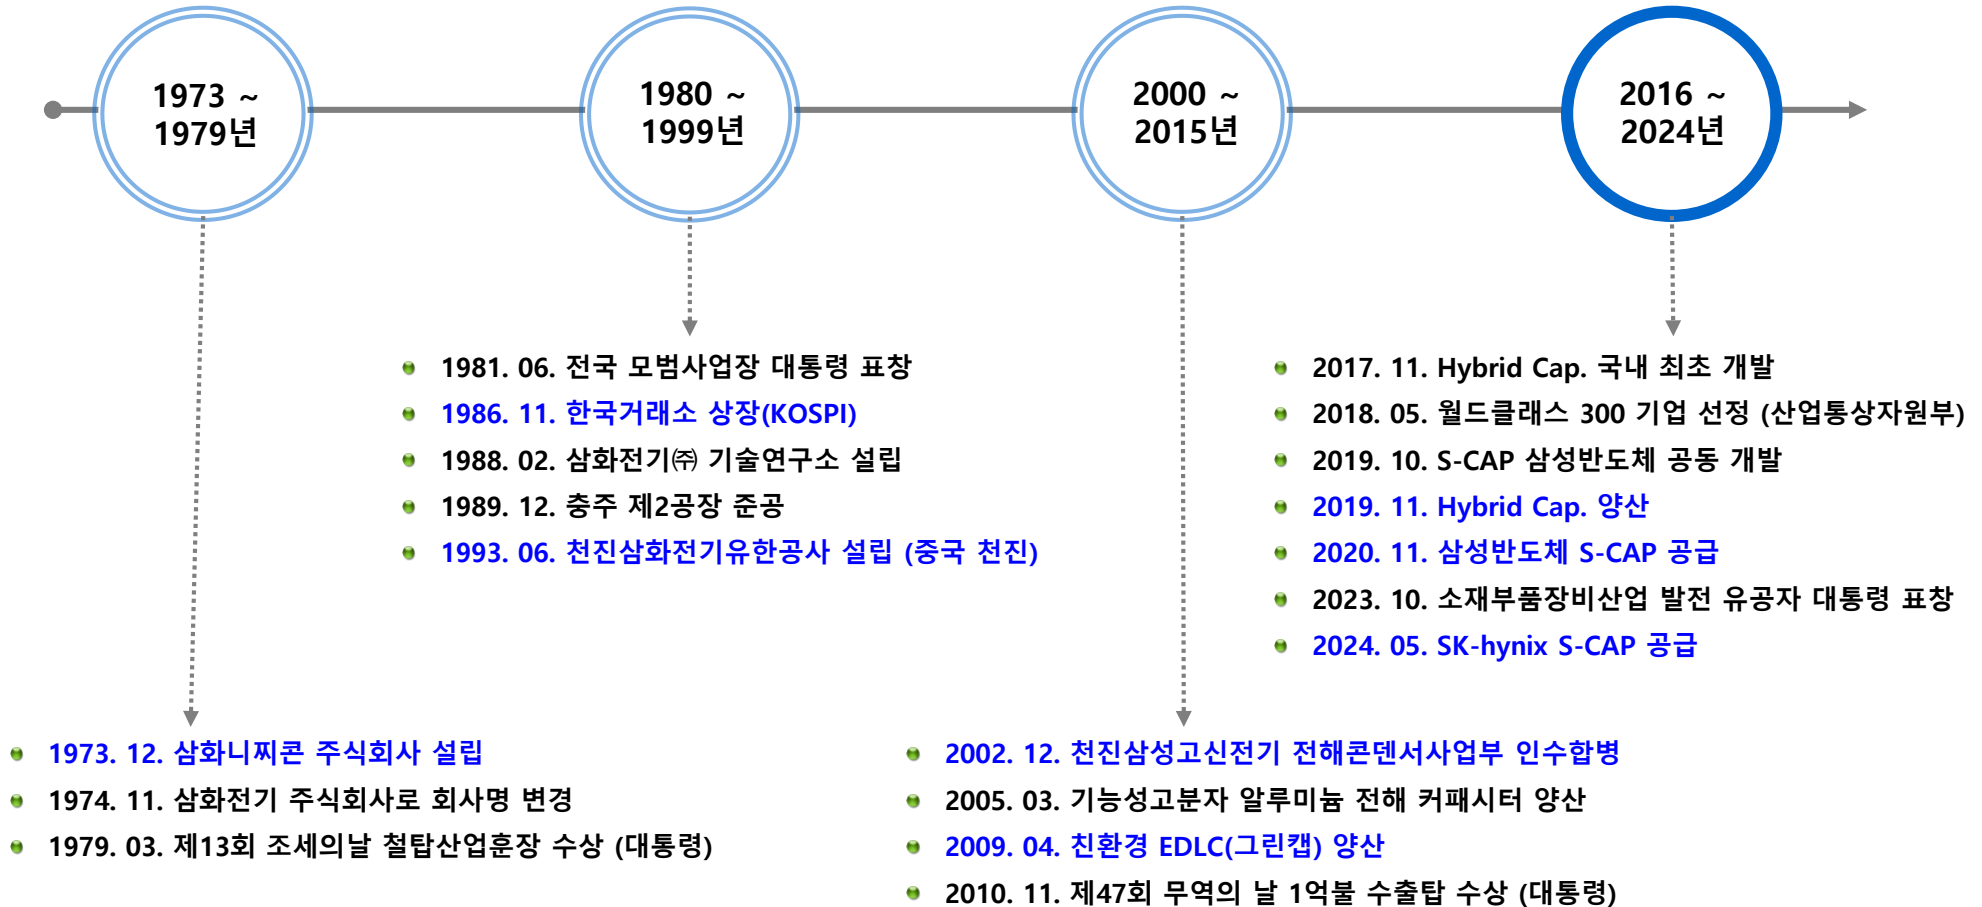 1973 ~
1979년
1980 ~
1999년
2000 ~
2015년
2016 ~
2024년
1981. 06. 전국 모범사업장 대통령 표창
1986. 11. 한국거래소 상장(KOSPI)
1988. 02. 삼화전기㈜ 기술연구소 설립
1989. 12. 충주 제2공장 준공
1993. 06. 천진삼화전기유한공사 설립 (중국 천진)
2017. 11. Hybrid Cap. 국내 최초 개발
2018. 05. 월드클래스 300 기업 선정 (산업통상자원부)
2019. 10. S-CAP 삼성반도체 공동 개발
2019. 11. Hybrid Cap. 양산
2020. 11. 삼성반도체 S-CAP 공급
2023. 10. 소재부품장비산업 발전 유공자 대통령 표창
2024. 05. SK-hynix S-CAP 공급
1973. 12. 삼화니찌콘 주식회사 설립
1974. 11. 삼화전기 주식회사로 회사명 변경
1979. 03. 제13회 조세의날 철탑산업훈장 수상 (대통령)
2002. 12. 천진삼성고신전기 전해콘덴서사업부 인수합병
2005. 03. 기능성고분자 알루미늄 전해 커패시터 양산
2009. 04. 친환경 EDLC(그린캡) 양산
2010. 11. 제47회 무역의 날 1억불 수출탑 수상 (대통령)